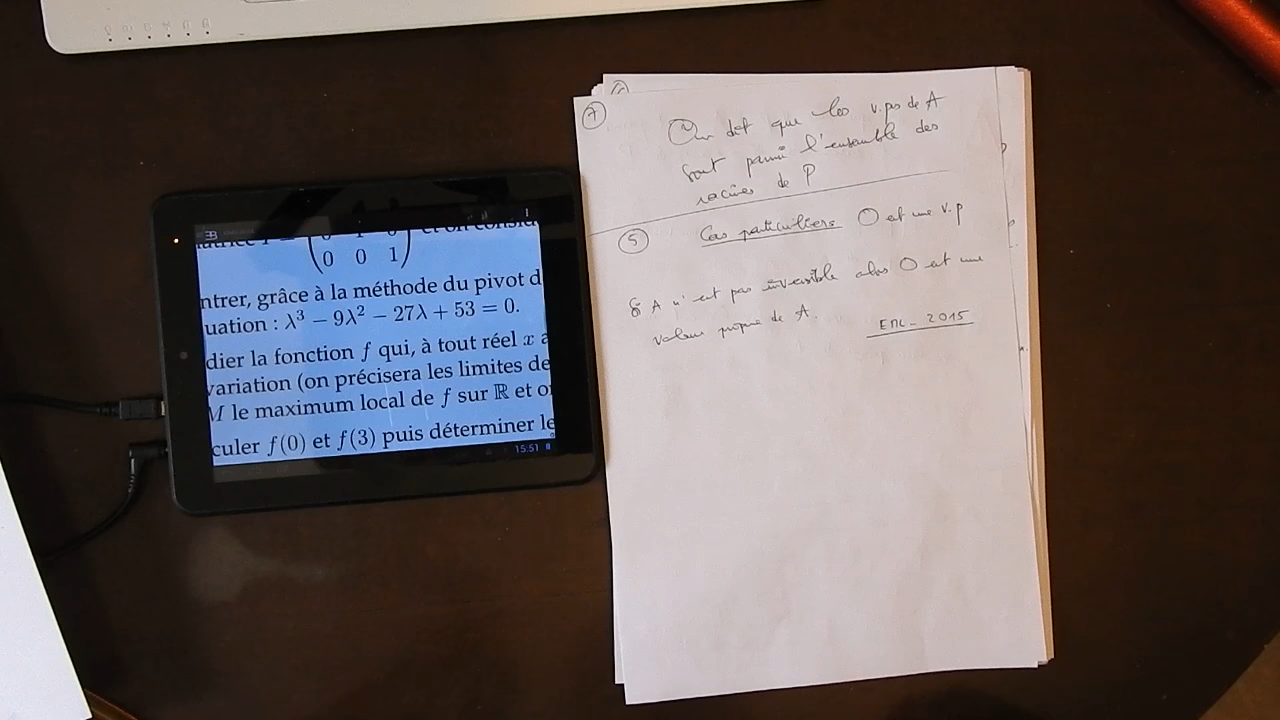 0 0 1
ntrer, grâce à la méthode du pivot d
uation : λ³ − 9λ² − 27λ + 53 = 0.
dier la fonction f qui, à tout réel x a
variation (on précisera les limites de
M le maximum local de f sur ℝ et o
culer f(0) et f(3) puis déterminer le
15:51
7
On dit que les v.ps de A
sont parmi l'ensemble des
racines de P
5 Cas particuliers 0 est une v.p
Si A n'est pas inversible alors 0 est une
valeur propre de A.
EML - 2015